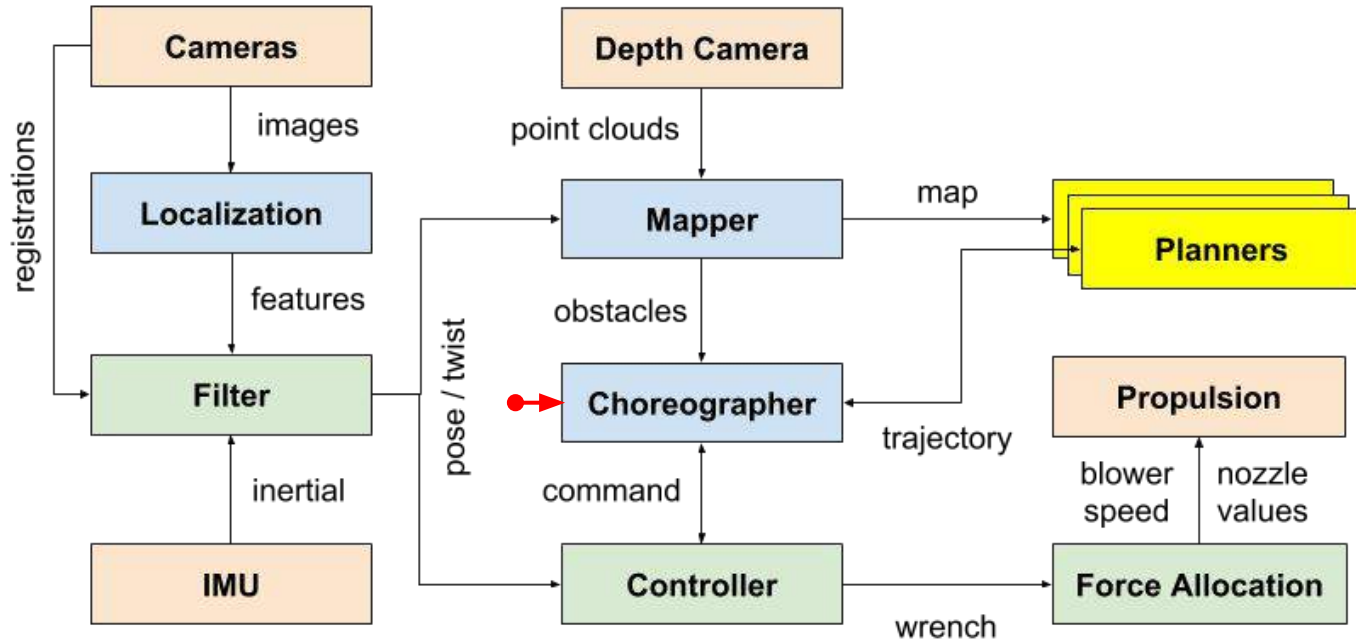 Cameras
Depth Camera
registrations
images
point clouds
Localization
Mapper
map
Planners
features
obstacles
pose / twist
Filter
Choreographer
Propulsion
trajectory
inertial
command
blower
speed
nozzle
values
IMU
Controller
Force Allocation
wrench